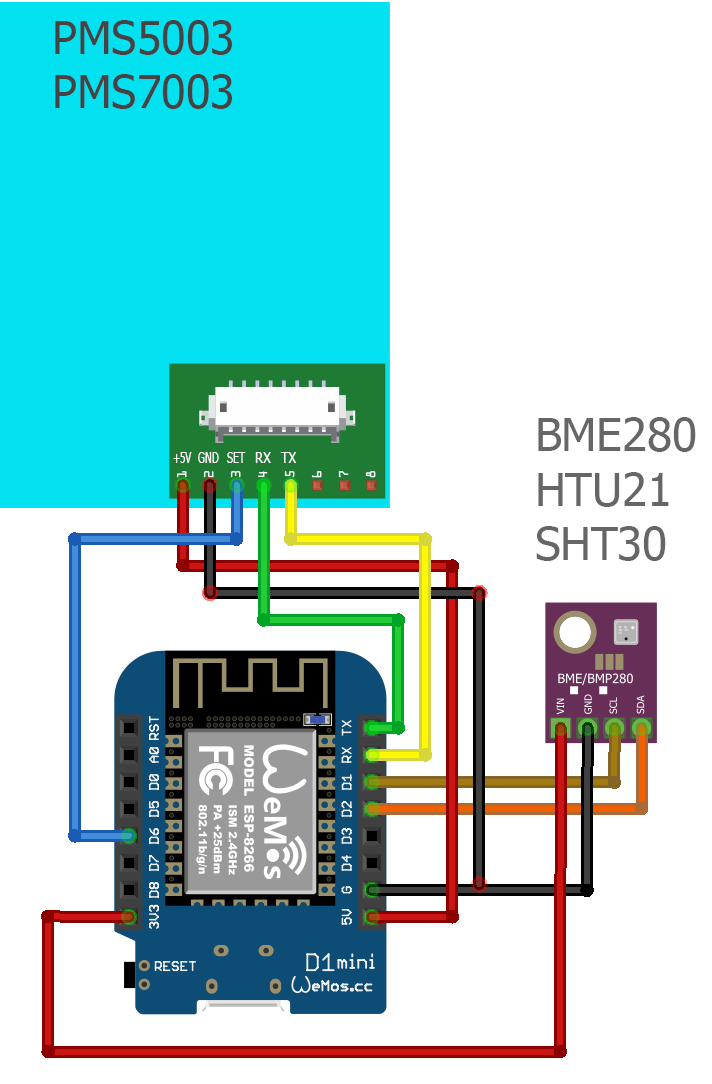 PMS5003
PMS7003
+5V GND SET RX TX
1 2 3 4 5 6 7 8
BME280
HTU21
SHT30
BME/BMP280
VIN GND SCL SDA
RST
A0
D0
D5
D6
D7
D8
3V3
WeMos
MODEL ESP-8266
ISM 2.4GHz
PA +25dBm
802.11b/g/n
FC
TX
RX
D1
D2
D3
D4
G
5V
RESET
D1mini
WeMos.cc